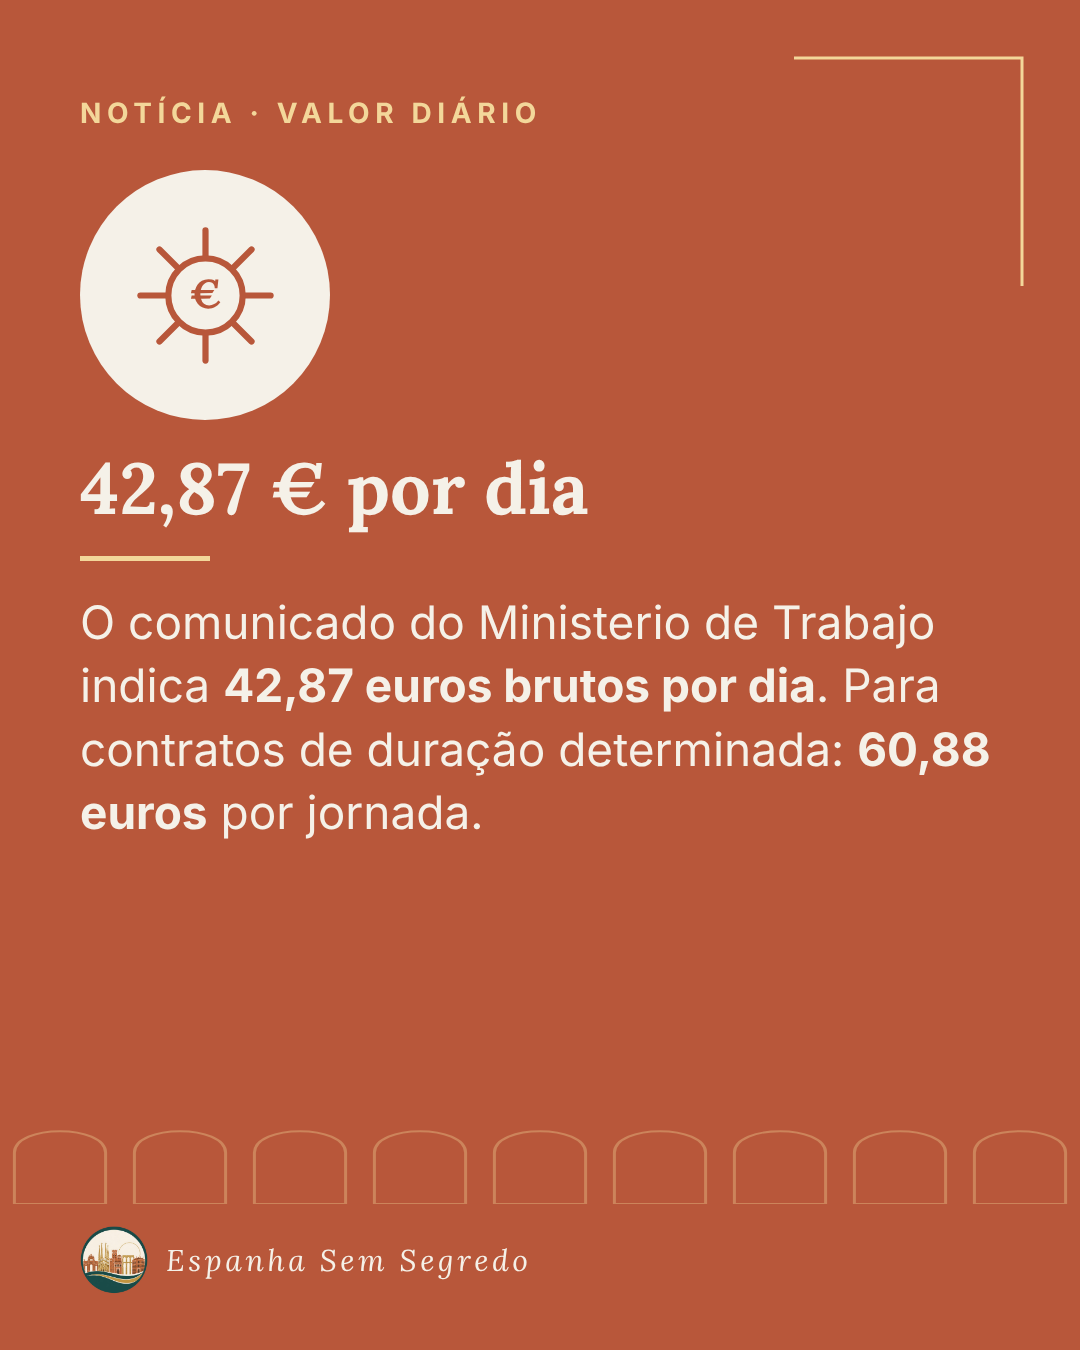 NOTÍCIA · VALOR DIÁRIO
€
42,87 € por dia
O comunicado do Ministerio de Trabajo
indica 42,87 euros brutos por dia. Para
contratos de duração determinada: 60,88
euros por jornada.
Espanha Sem Segredo